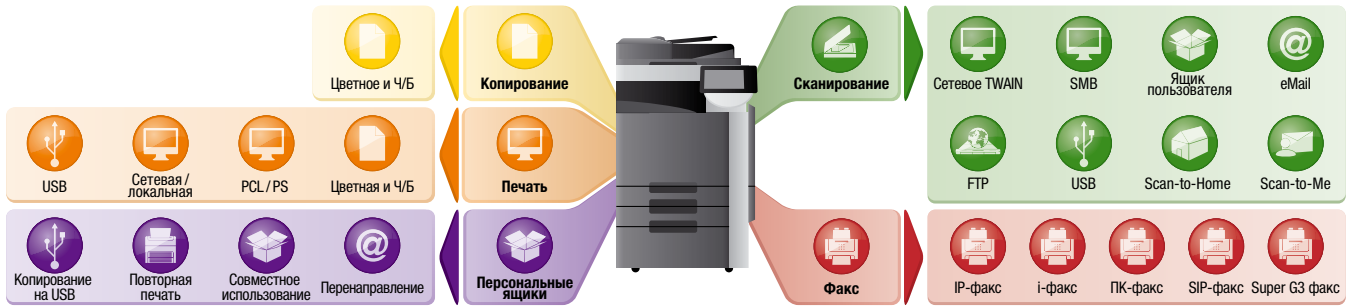 Цветное и Ч/Б
Копирование
USB
Сетевая /
локальная
PCL / PS
Цветная и Ч/Б
Печать
Копирование
на USB
Повторная
печать
Совместное
использование
Перенаправление
Персональные
ящики
Сканирование
Сетевое TWAIN
SMB
Ящик
пользователя
eMail
FTP
USB
Scan-to-Home
Scan-to-Me
Факс
IP-факс
i-факс
ПК-факс
SIP-факс
Super G3 факс